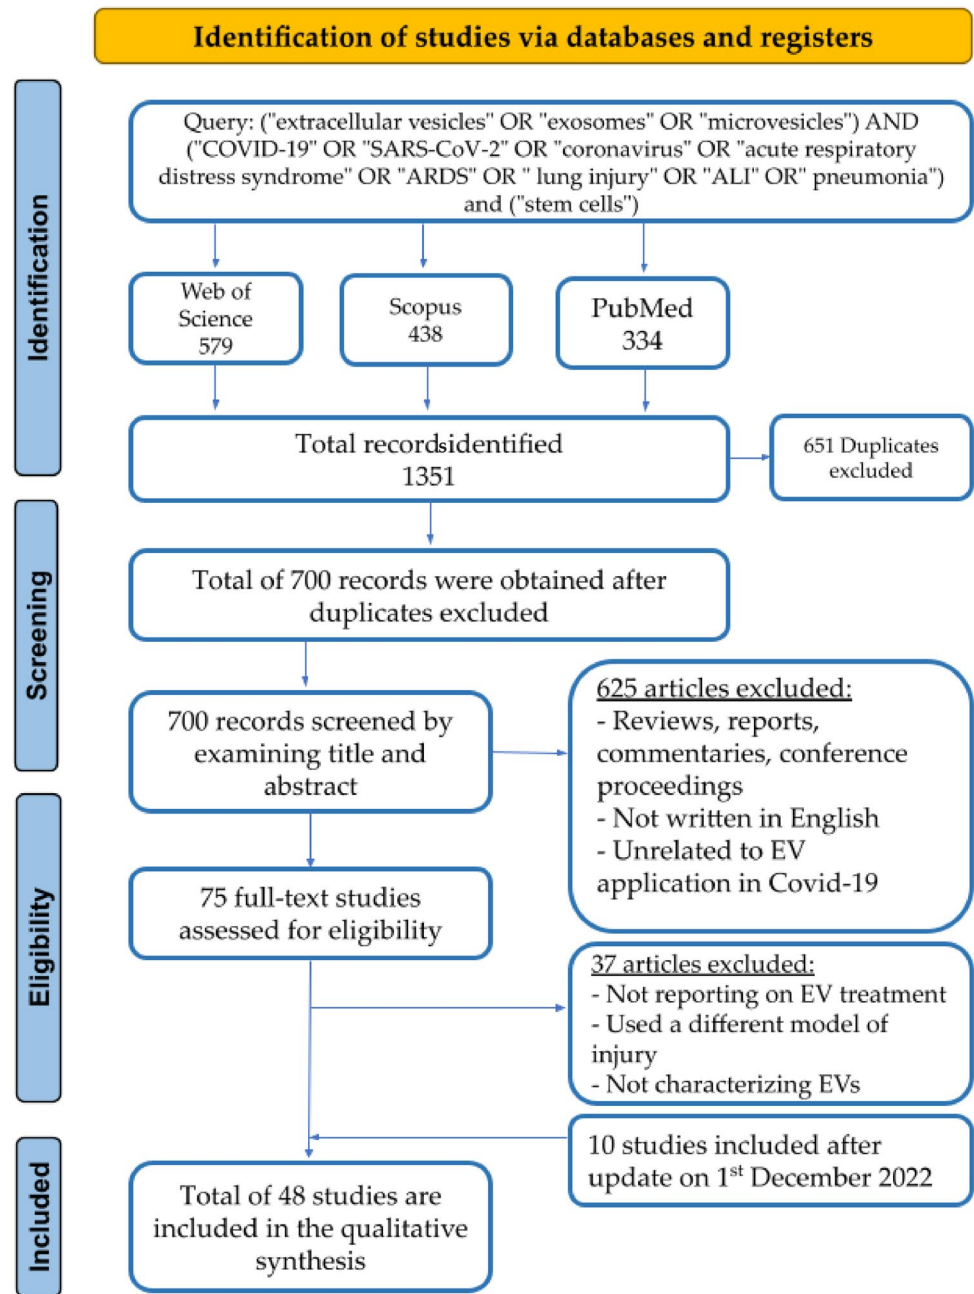 Identification of studies via databases and registers
Identification
Query: ("extracellular vesicles" OR "exosomes" OR "microvesicles") AND
("COVID-19" OR "SARS-CoV-2" OR "coronavirus" OR "acute respiratory
distress syndrome" OR "ARDS" OR " lung injury" OR "ALI" OR" pneumonia")
and ("stem cells")
Web of
Science
579
Scopus
438
PubMed
334
Total recordsidentified
1351
651 Duplicates
excluded
Screening
Total of 700 records were obtained after
duplicates excluded
700 records screened by
examining title and
abstract
625 articles excluded:
- Reviews, reports,
commentaries, conference
proceedings
- Not written in English
- Unrelated to EV
application in Covid-19
Eligibility
75 full-text studies
assessed for eligibility
37 articles excluded:
- Not reporting on EV treatment
- Used a different model of
injury
- Not characterizing EVs
Included
10 studies included after
update on 1st December 2022
Total of 48 studies are
included in the qualitative
synthesis